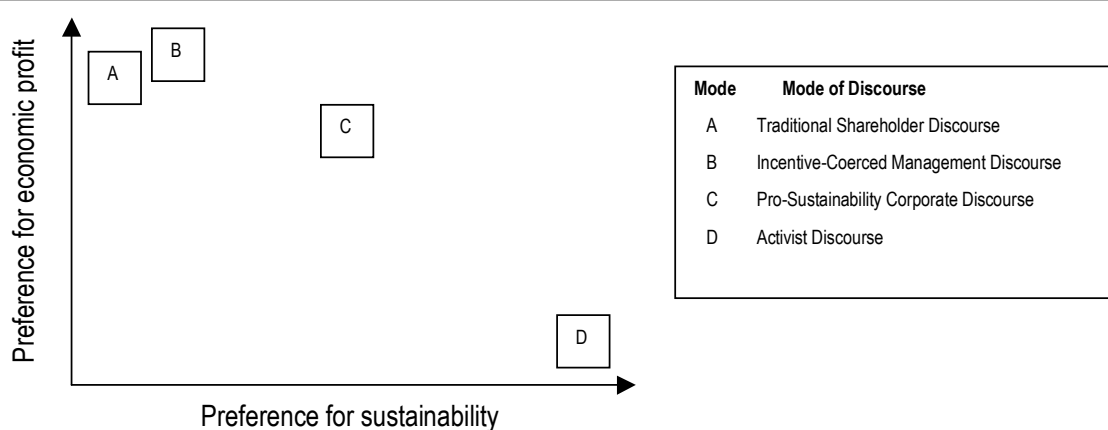 Preference for economic profit
A
B
C
D
Preference for sustainability
Mode Mode of Discourse
A Traditional Shareholder Discourse
B Incentive-Coerced Management Discourse
C Pro-Sustainability Corporate Discourse
D Activist Discourse